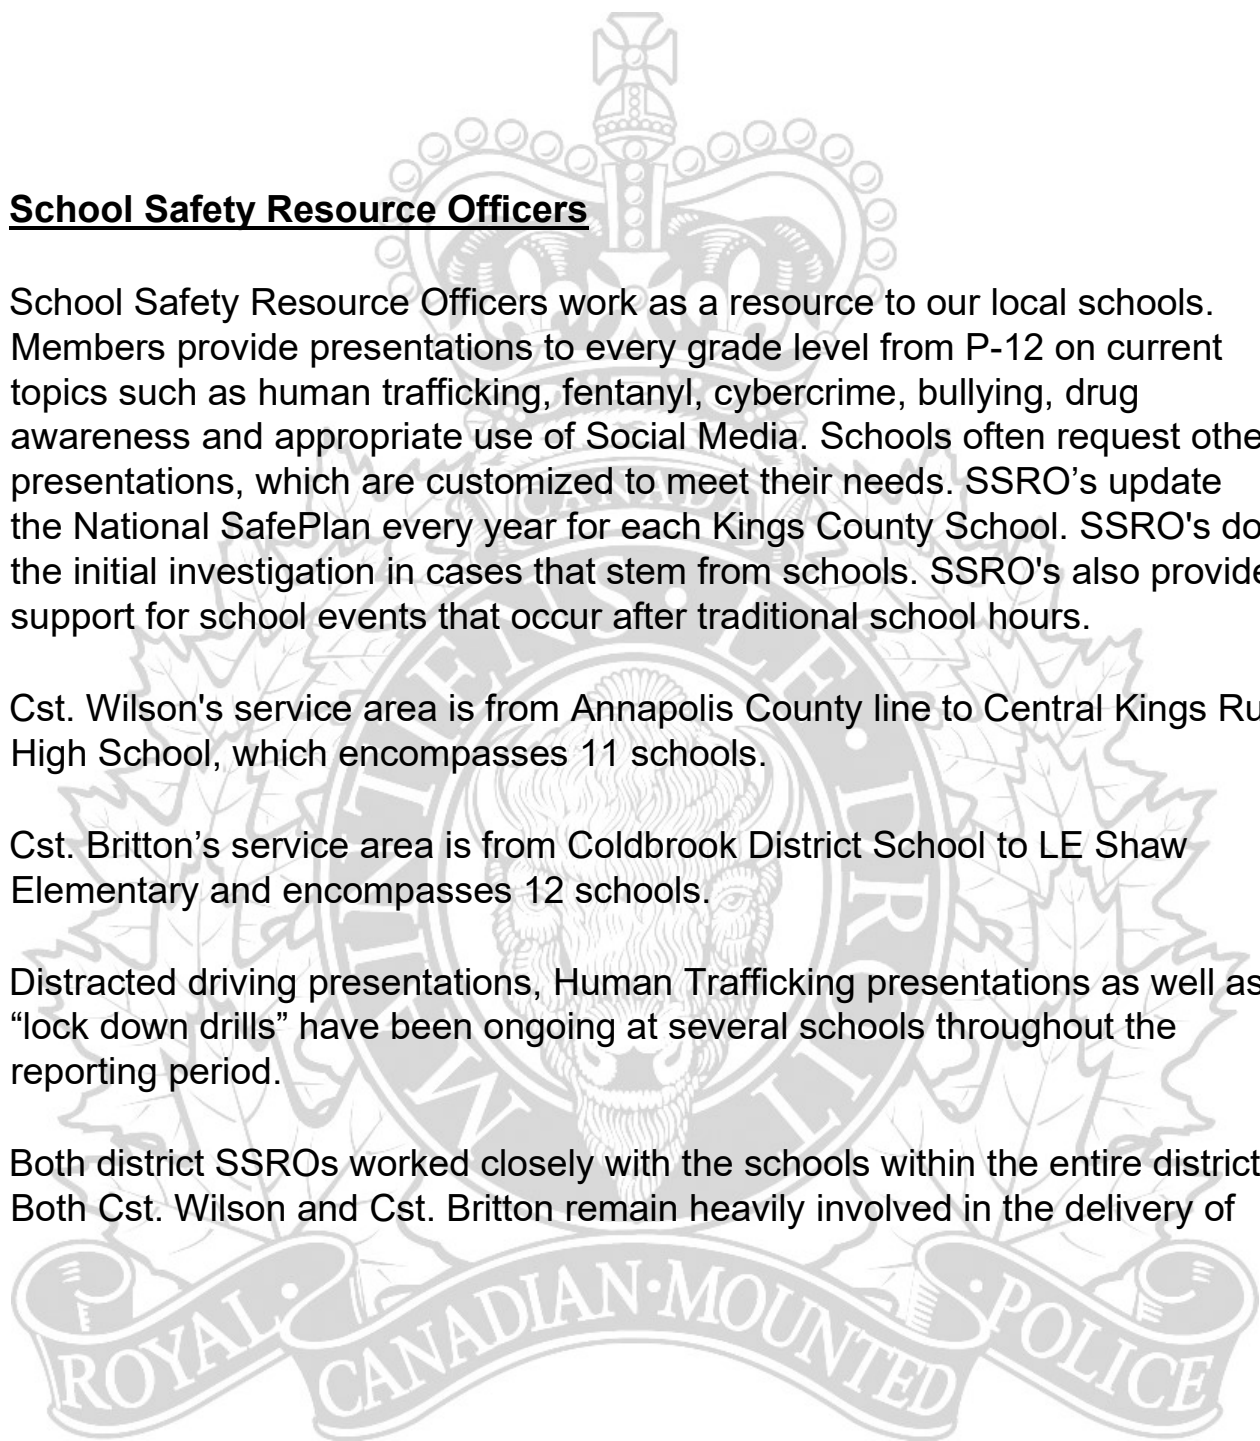 School Safety Resource Officers
School Safety Resource Officers work as a resource to our local schools.
Members provide presentations to every grade level from P-12 on current
topics such as human trafficking, fentanyl, cybercrime, bullying, drug
awareness and appropriate use of Social Media. Schools often request othe
presentations, which are customized to meet their needs. SSRO’s update
the National SafePlan every year for each Kings County School. SSRO's do
the initial investigation in cases that stem from schools. SSRO's also provide
support for school events that occur after traditional school hours.
Cst. Wilson's service area is from Annapolis County line to Central Kings Ru
High School, which encompasses 11 schools.
Cst. Britton’s service area is from Coldbrook District School to LE Shaw
Elementary and encompasses 12 schools.
Distracted driving presentations, Human Trafficking presentations as well as
“lock down drills” have been ongoing at several schools throughout the
reporting period.
Both district SSROs worked closely with the schools within the entire district
Both Cst. Wilson and Cst. Britton remain heavily involved in the delivery of
CANADA
MAINTIENS LE DROIT
ROYAL · CANADIAN · MOUNTED · POLICE